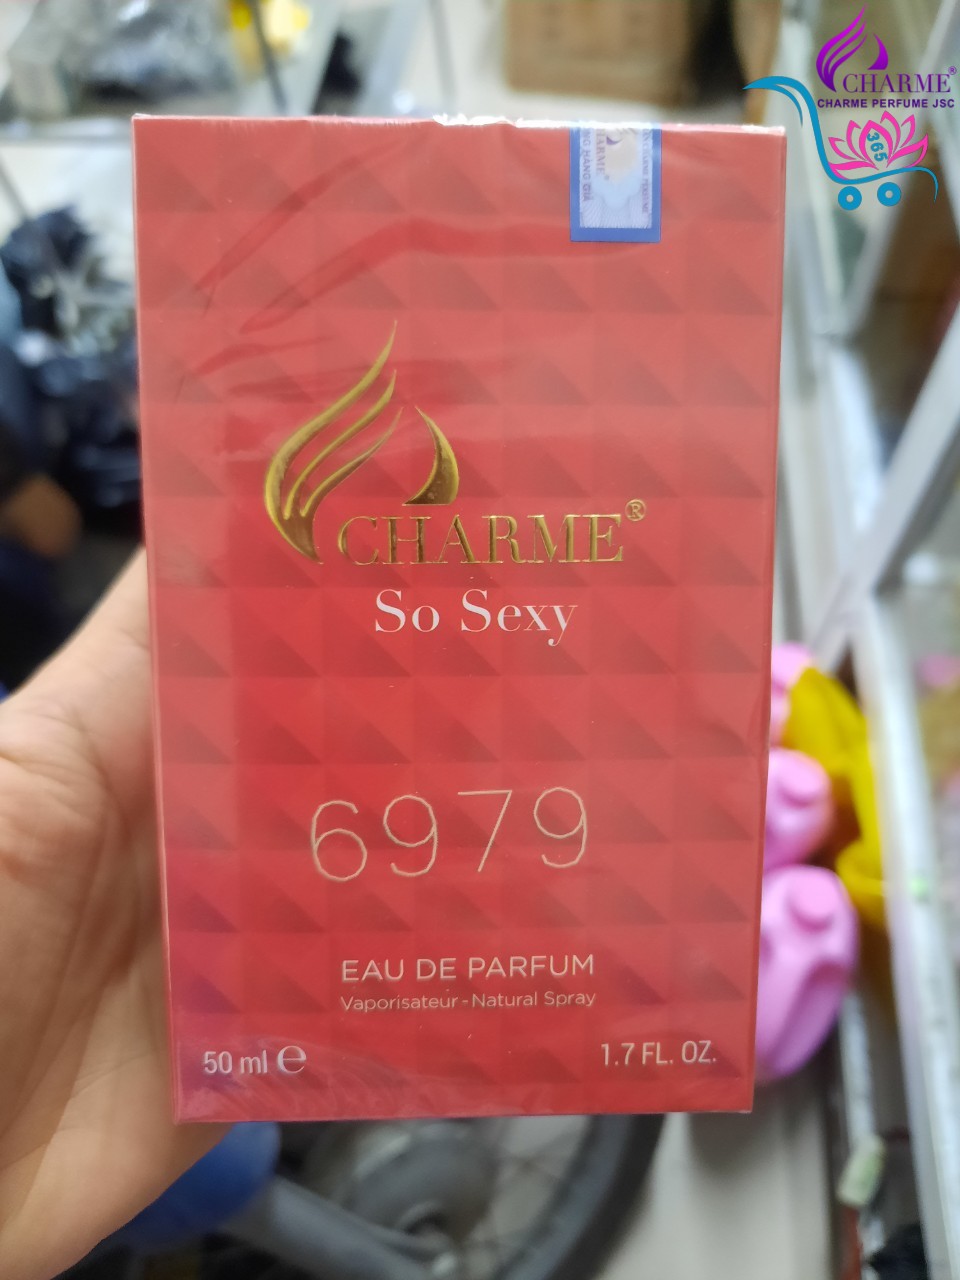 CHARME®
CHARME PERFUME JSC
365
CHARME®
So Sexy
6979
EAU DE PARFUM
Vaporisateur - Natural Spray
50 ml ℮
1.7 FL. OZ.